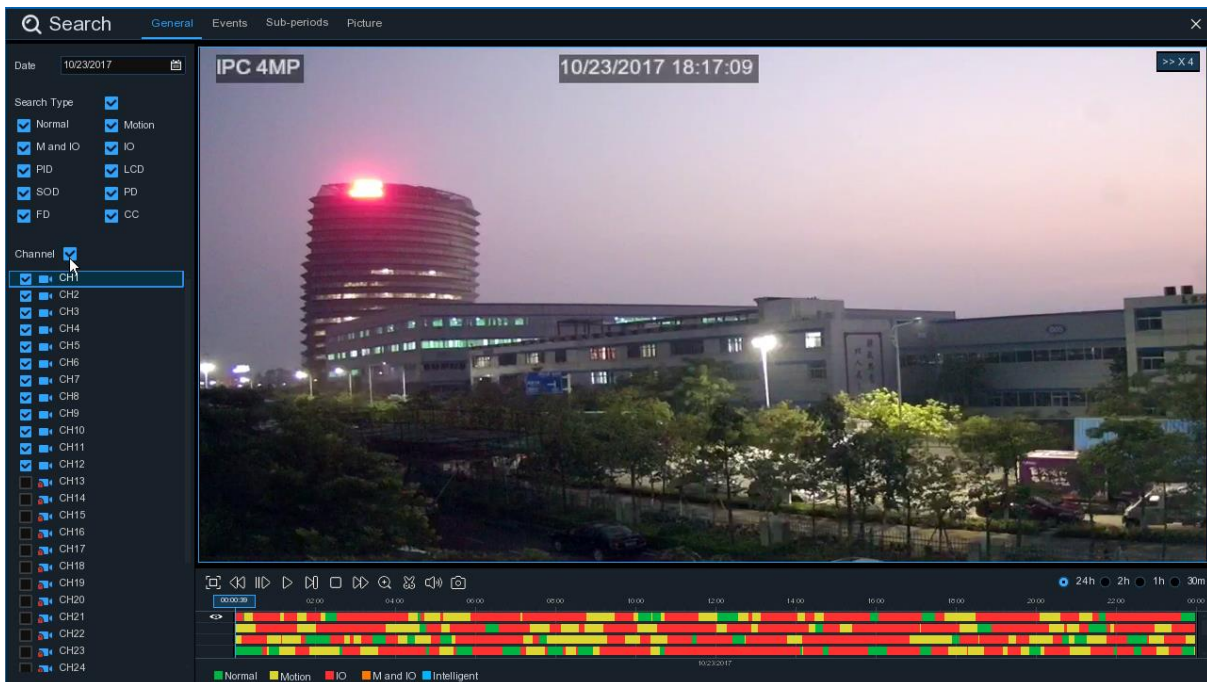 Search General Events Sub-periods Picture
Date 10/23/2017
IPC 4MP 10/23/2017 18:17:09 >> X 4
Search Type
Normal Motion
M and IO IO
PID LCD
SOD PD
FD CC
Channel
CH1
CH2
CH3
CH4
CH5
CH6
CH7
CH8
CH9
CH10
CH11
CH12
CH13
CH14
CH15
CH16
CH17
CH18
CH19
CH20
CH21
CH22
CH23
CH24
24h 2h 1h 30m
00:00:39 02:00 04:00 06:00 08:00 10:00 12:00 14:00 16:00 18:00 20:00 22:00 00:00
10/23/2017
Normal Motion IO M and IO Intelligent